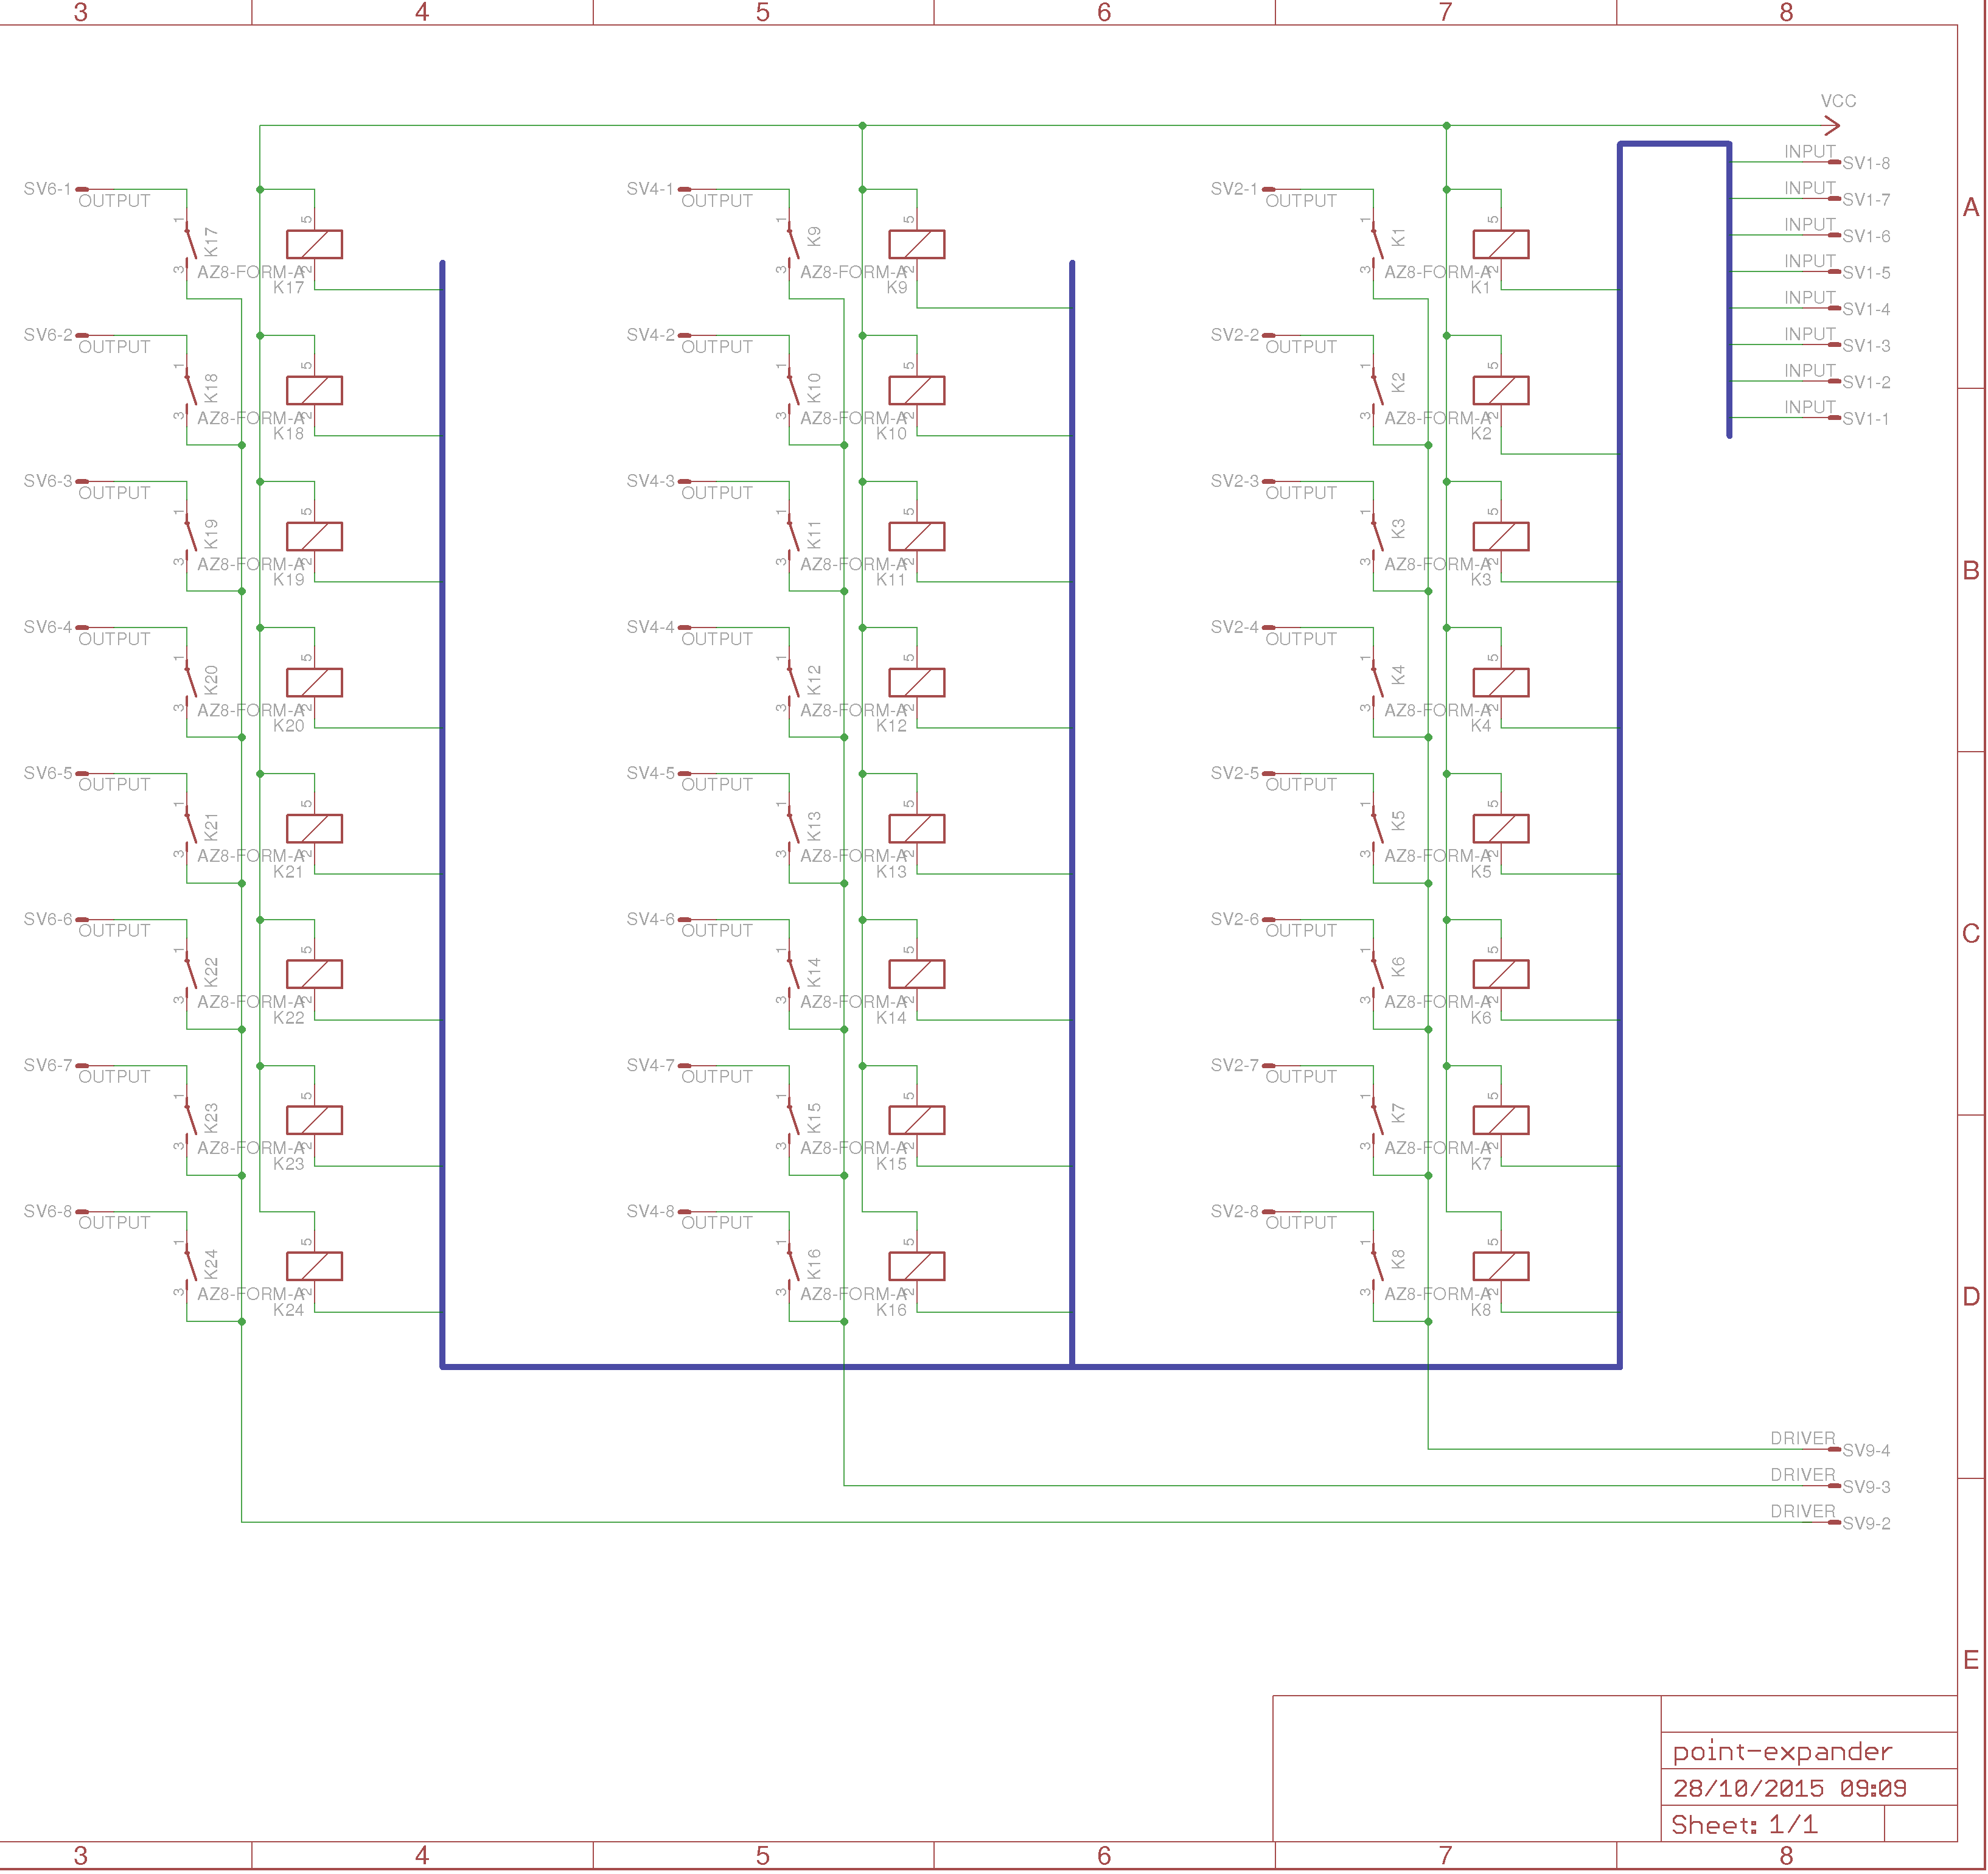 3 4 5 6 7 8
VCC
INPUT SV1-8
A
INPUT SV1-7
INPUT SV1-6
INPUT SV1-5
INPUT SV1-4
INPUT SV1-3
INPUT SV1-2
INPUT SV1-1
SV6-1 OUTPUT 1 3 K17 AZ8-FORM-A 5 2 K17
SV4-1 OUTPUT 1 3 K9 AZ8-FORM-A 5 2 K9
SV2-1 OUTPUT 1 3 K1 AZ8-FORM-A 5 2 K1
SV6-2 OUTPUT 1 3 K18 AZ8-FORM-A 5 2 K18
SV4-2 OUTPUT 1 3 K10 AZ8-FORM-A 5 2 K10
SV2-2 OUTPUT 1 3 K2 AZ8-FORM-A 5 2 K2
B
SV6-3 OUTPUT 1 3 K19 AZ8-FORM-A 5 2 K19
SV4-3 OUTPUT 1 3 K11 AZ8-FORM-A 5 2 K11
SV2-3 OUTPUT 1 3 K3 AZ8-FORM-A 5 2 K3
SV6-4 OUTPUT 1 3 K20 AZ8-FORM-A 5 2 K20
SV4-4 OUTPUT 1 3 K12 AZ8-FORM-A 5 2 K12
SV2-4 OUTPUT 1 3 K4 AZ8-FORM-A 5 2 K4
SV6-5 OUTPUT 1 3 K21 AZ8-FORM-A 5 2 K21
SV4-5 OUTPUT 1 3 K13 AZ8-FORM-A 5 2 K13
SV2-5 OUTPUT 1 3 K5 AZ8-FORM-A 5 2 K5
C
SV6-6 OUTPUT 1 3 K22 AZ8-FORM-A 5 2 K22
SV4-6 OUTPUT 1 3 K14 AZ8-FORM-A 5 2 K14
SV2-6 OUTPUT 1 3 K6 AZ8-FORM-A 5 2 K6
SV6-7 OUTPUT 1 3 K23 AZ8-FORM-A 5 2 K23
SV4-7 OUTPUT 1 3 K15 AZ8-FORM-A 5 2 K15
SV2-7 OUTPUT 1 3 K7 AZ8-FORM-A 5 2 K7
SV6-8 OUTPUT 1 3 K24 AZ8-FORM-A 5 2 K24
SV4-8 OUTPUT 1 3 K16 AZ8-FORM-A 5 2 K16
SV2-8 OUTPUT 1 3 K8 AZ8-FORM-A 5 2 K8
D
DRIVER SV9-4
DRIVER SV9-3
DRIVER SV9-2
E
point-expander
28/10/2015 09:09
Sheet: 1/1
3 4 5 6 7 8